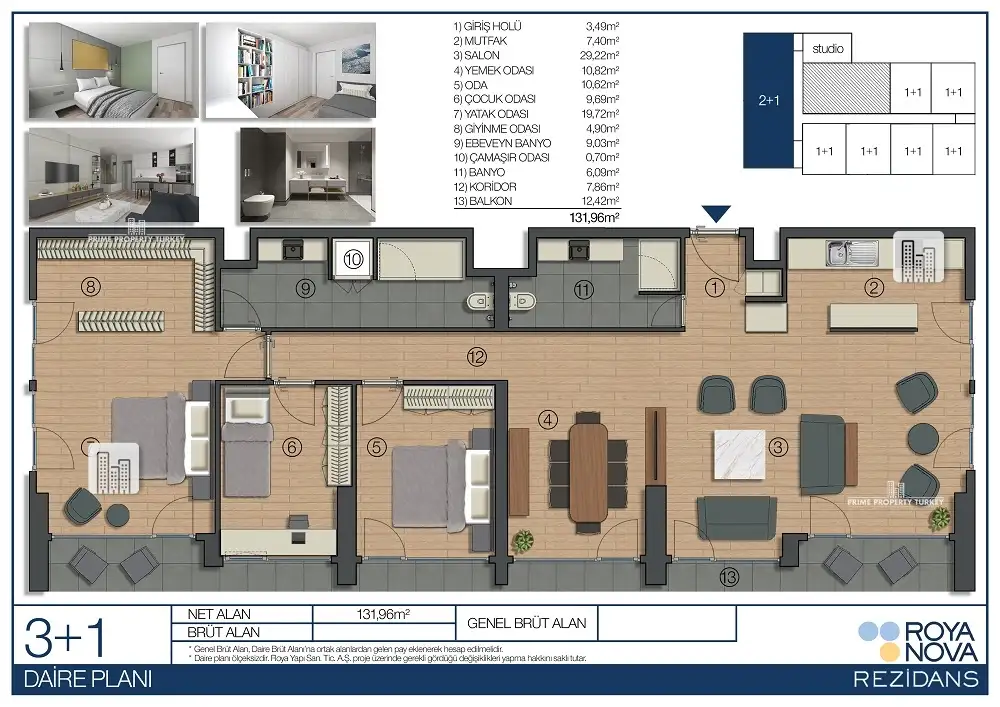 1) GİRİŞ HOLÜ 3,49m²
2) MUTFAK 7,40m²
3) SALON 29,22m²
4) YEMEK ODASI 10,82m²
5) ODA 10,62m²
6) ÇOCUK ODASI 9,69m²
7) YATAK ODASI 19,72m²
8) GİYİNME ODASI 4,90m²
9) EBEVEYN BANYO 9,03m²
10) ÇAMAŞIR ODASI 0,70m²
11) BANYO 6,09m²
12) KORİDOR 7,86m²
13) BALKON 12,42m²
131,96m²
studio
2+1
1+1 1+1
1+1 1+1 1+1 1+1
PRIME PROPERTY TURKEY
8
9
10
11
1
2
12
4
3
5
6
PRIME PROPERTY TURKEY
13
3+1
DAİRE PLANI
NET ALAN 131,96m²
BRÜT ALAN
GENEL BRÜT ALAN
* Genel Brüt Alan, Daire Brüt Alanı'na ortak alanlardan gelen pay eklenerek hesap edilmelidir.
* Daire planı ölçeksizdir. Roya Yapı San. Tic. A.Ş. proje üzerinde gerekli gördüğü değişiklikleri yapma hakkını saklı tutar.
ROYA
NOVA
REZİDANS